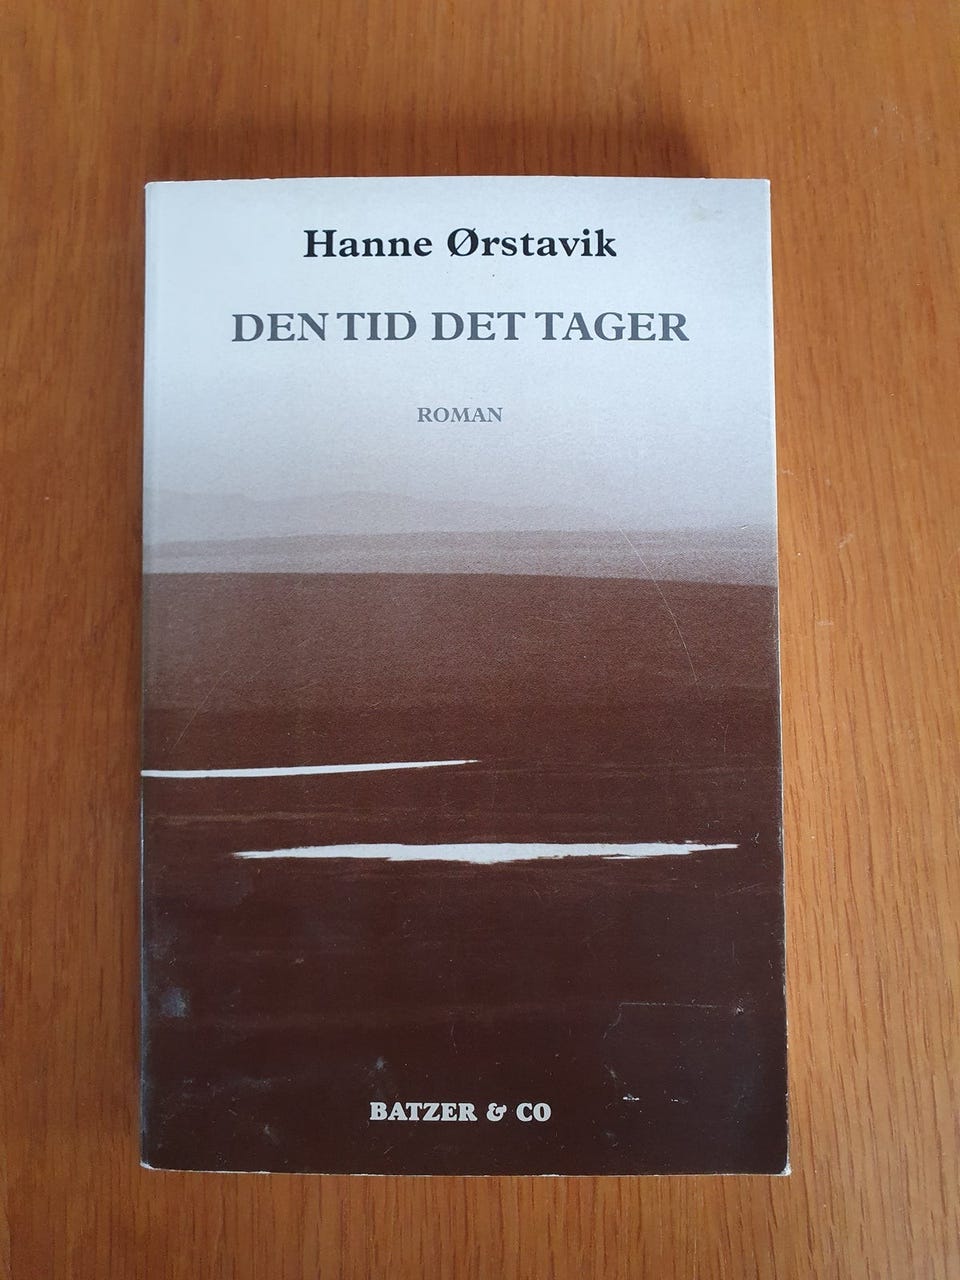 Hanne Ørstavik
DEN TID DET TAGER
ROMAN
BATZER & CO